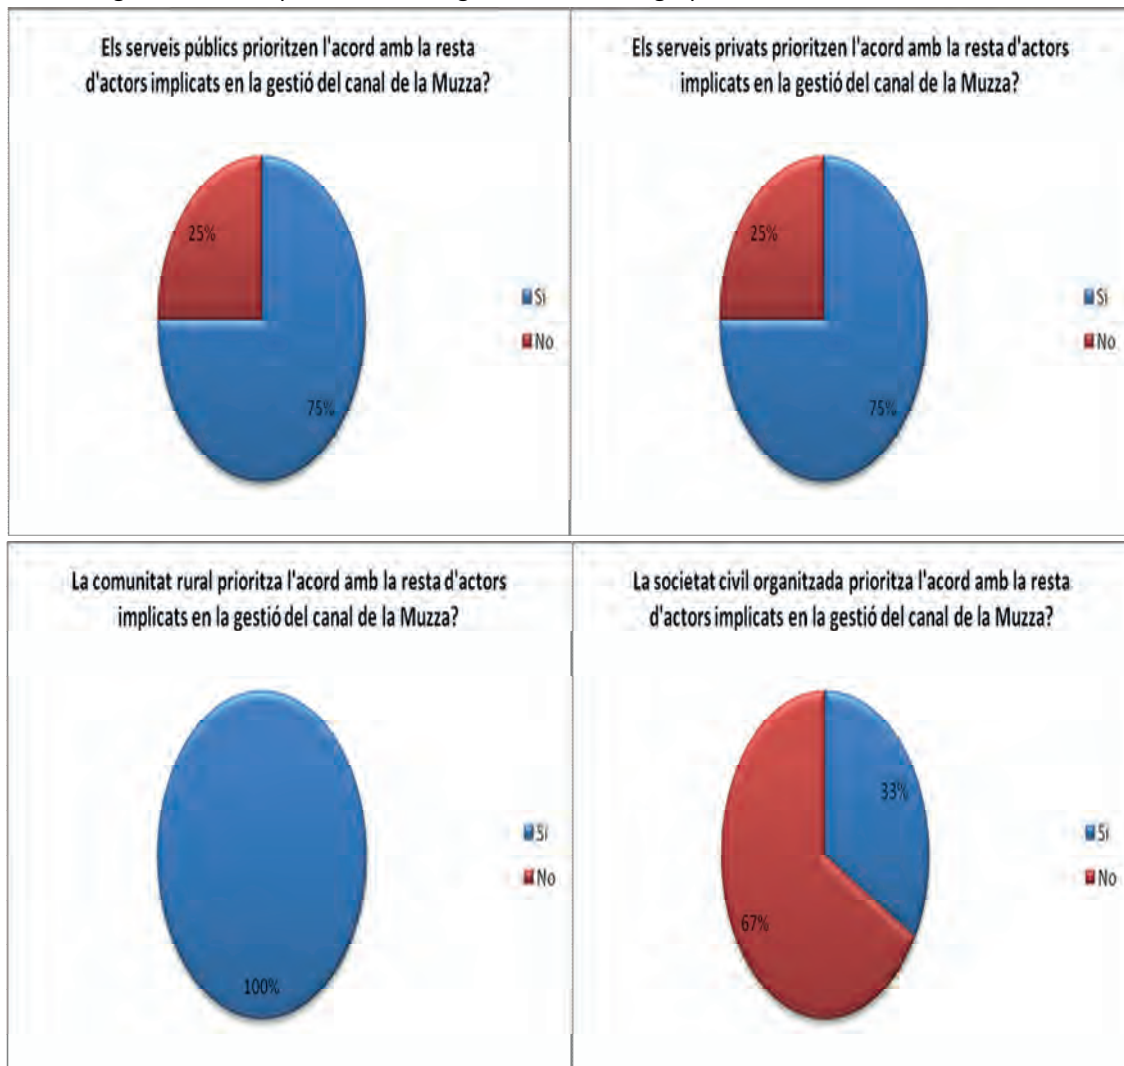 Els serveis públics prioritzen l'acord amb la resta
d'actors implicats en la gestió del canal de la Muzza?
25%
75%
Si
No
Els serveis privats prioritzen l'acord amb la resta d'actors
implicats en la gestió del canal de la Muzza?
25%
75%
Si
No
La comunitat rural prioritza l'acord amb la resta d'actors
implicats en la gestió del canal de la Muzza?
100%
Si
No
La societat civil organitzada prioritza l'acord amb la resta
d'actors implicats en la gestió del canal de la Muzza?
33%
67%
Si
No